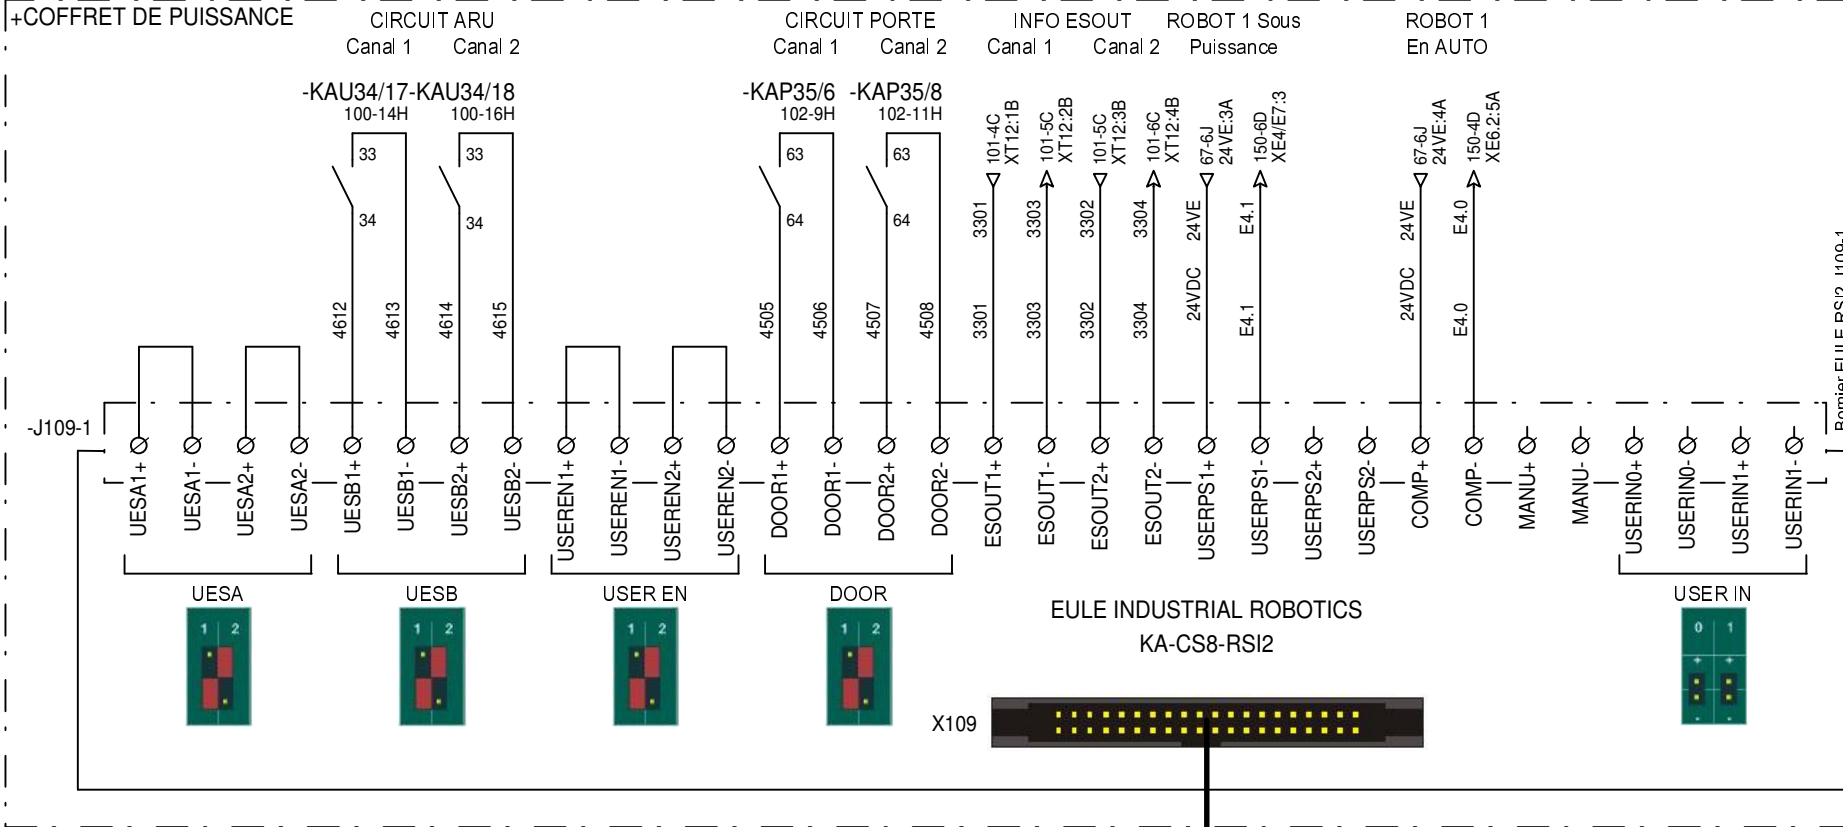 +COFFRET DE PUISSANCE
CIRCUIT ARU
Canal 1
Canal 2
CIRCUIT PORTE
Canal 1
Canal 2
INFO ESOUT
Canal 1
Canal 2
ROBOT 1 Sous
Puissance
ROBOT 1
En AUTO
-KAU34/17
100-14H
-KAU34/18
100-16H
-KAP35/6
102-9H
-KAP35/8
102-11H
33
34
33
34
63
64
63
64
101-4C
XT12:1B
101-5C
XT12:2B
101-5C
XT12:3B
101-6C
XT12:4B
67-6J
24VE:3A
150-6D
XE4/E7:3
67-6J
24VE:4A
150-4D
XE6.2:5A
3301
3303
3302
3304
24VE
E4.1
24VE
E4.0
4612
4613
4614
4615
4505
4506
4507
4508
3301
3303
3302
3304
24VDC
E4.1
24VDC
E4.0
Bornier EULE RSI2 J109-1
-J109-1
UESA1+
UESA1-
UESA2+
UESA2-
UESB1+
UESB1-
UESB2+
UESB2-
USEREN1+
USEREN1-
USEREN2+
USEREN2-
DOOR1+
DOOR1-
DOOR2+
DOOR2-
ESOUT1+
ESOUT1-
ESOUT2+
ESOUT2-
USERPS1+
USERPS1-
USERPS2+
USERPS2-
COMP+
COMP-
MANU+
MANU-
USERIN0+
USERIN0-
USERIN1+
USERIN1-
UESA
1 2
UESB
1 2
USER EN
1 2
DOOR
1 2
EULE INDUSTRIAL ROBOTICS
KA-CS8-RSI2
X109
USER IN
0 1
+ +
- -